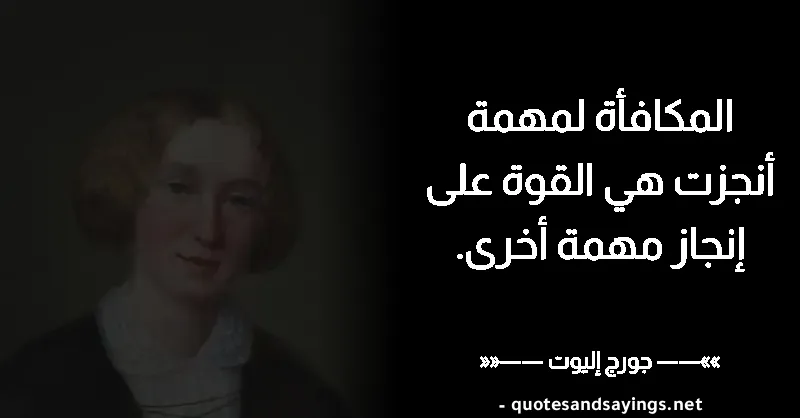 المكافأة لمهمة
أنجزت هي القوة على
إنجاز مهمة أخرى.
»»—— جورج إليوت ——««
- quotesandsayings.net